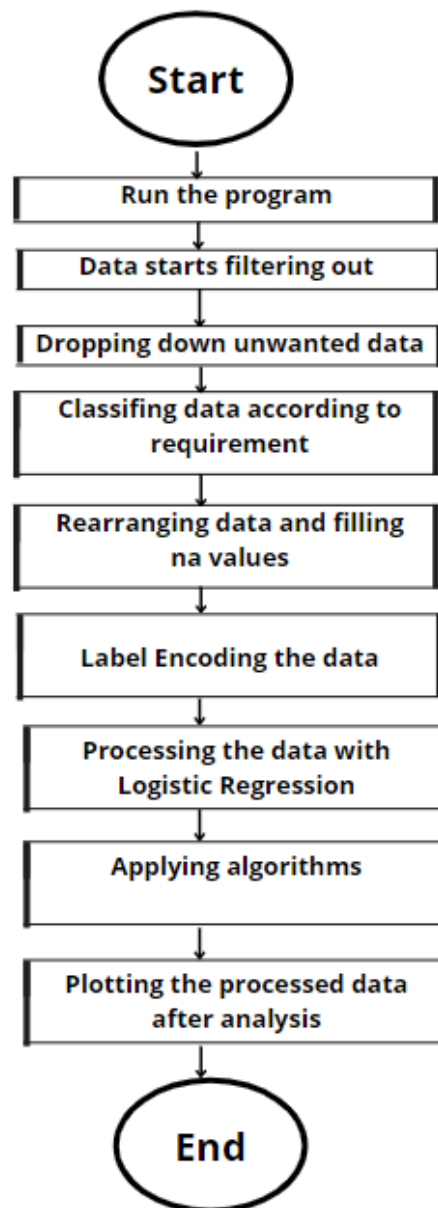 Start
Run the program
Data starts filtering out
Dropping down unwanted data
Classifing data according to
requirement
Rearranging data and filling
na values
Label Encoding the data
Processing the data with
Logistic Regression
Applying algorithms
Plotting the processed data
after analysis
End